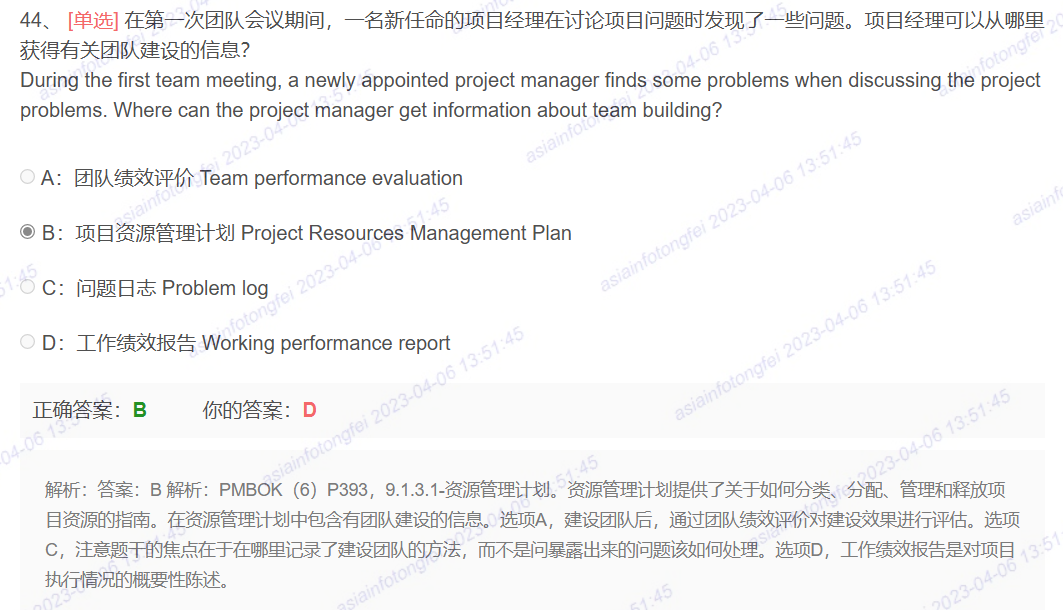 44、 [单选] 在第一次团队会议期间，一名新任命的项目经理在讨论项目问题时发现了一些问题。项目经理可以从哪里
获得有关团队建设的信息？
During the first team meeting, a newly appointed project manager finds some problems when discussing the project
problems. Where can the project manager get information about team building?
A：团队绩效评价 Team performance evaluation
B：项目资源管理计划 Project Resources Management Plan
C：问题日志 Problem log
D：工作绩效报告 Working performance report
正确答案：B 你的答案：D
解析：答案：B 解析：PMBOK（6）P393，9.1.3.1-资源管理计划。资源管理计划提供了关于如何分类、分配、管理和释放项
目资源的指南。在资源管理计划中包含有团队建设的信息。选项A，建设团队后，通过团队绩效评价对建设效果进行评估。选项
C，注意题干的焦点在于在哪里记录了建设团队的方法，而不是问暴露出来的问题该如何处理。选项D，工作绩效报告是对项目
执行情况的概要性陈述。
asiainfotongfei 2023-04-06 13:51:45